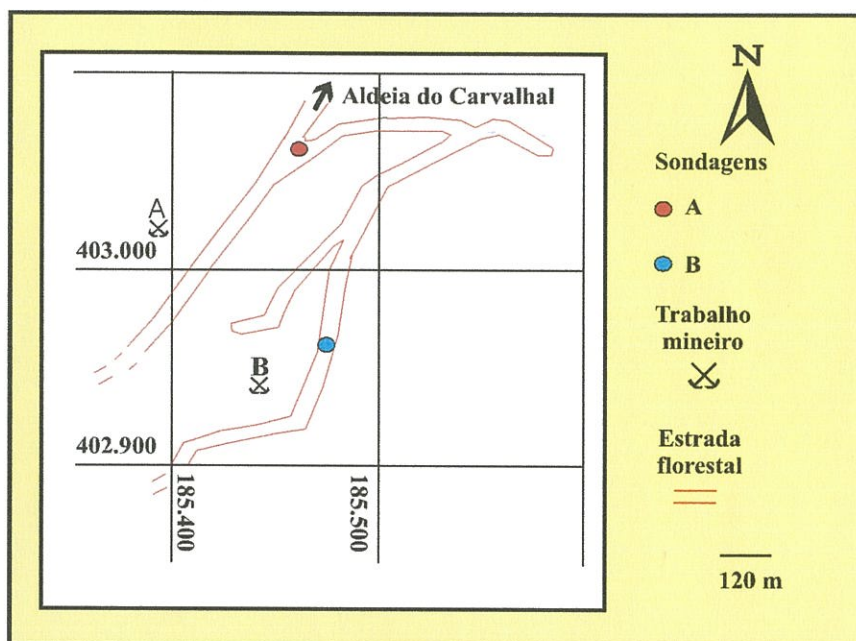 Aldeia do Carvalhal
A
403.000
B
402.900
185.400
185.500
N
Sondagens
A
B
Trabalho
mineiro
Estrada
florestal
120 m